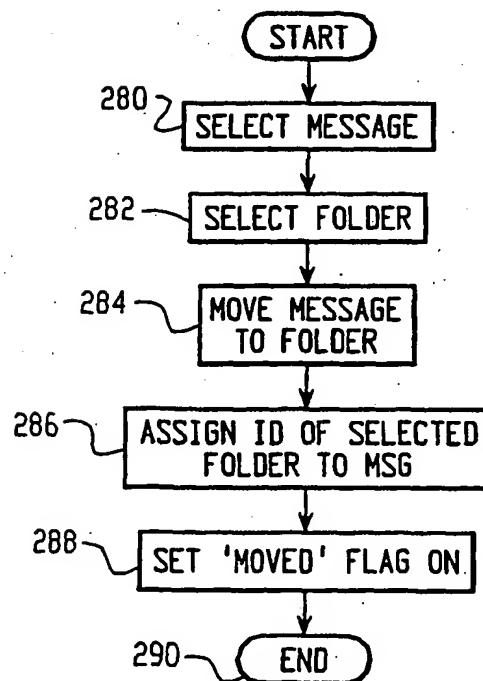 START
280
SELECT MESSAGE
282
SELECT FOLDER
284
MOVE MESSAGE
TO FOLDER
286
ASSIGN ID OF SELECTED
FOLDER TO MSG
288
SET 'MOVED' FLAG ON
290
END